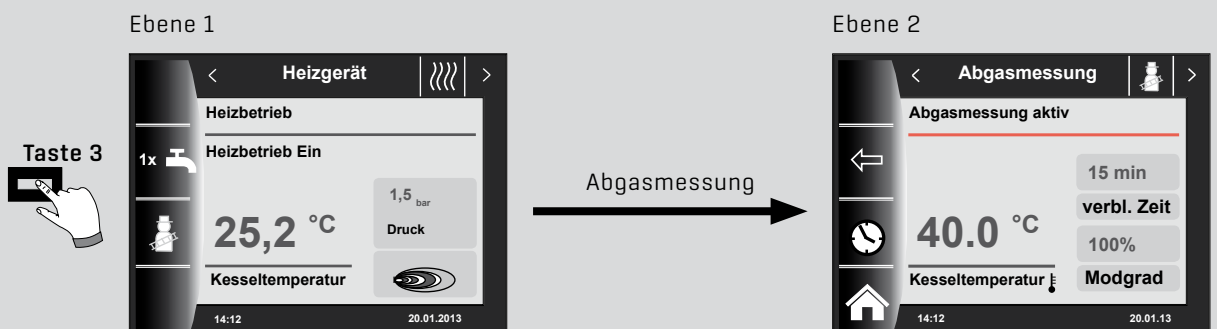 Ebene 1
Heizgerät
Heizbetrieb
Heizbetrieb Ein
Taste 3
1x
1,5 bar
Druck
25,2 °C
Kesseltemperatur
14:12
20.01.2013
Abgasmessung
Ebene 2
Abgasmessung
Abgasmessung aktiv
15 min
verbl. Zeit
40.0 °C
100%
Kesseltemperatur
Modgrad
14:12
20.01.13